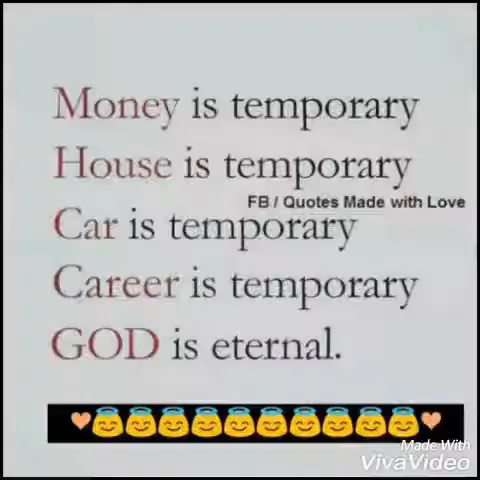 Money is temporary
House is temporary
FB / Quotes Made with Love
Car is temporary
Career is temporary
GOD is eternal.
Made With
VivaVideo